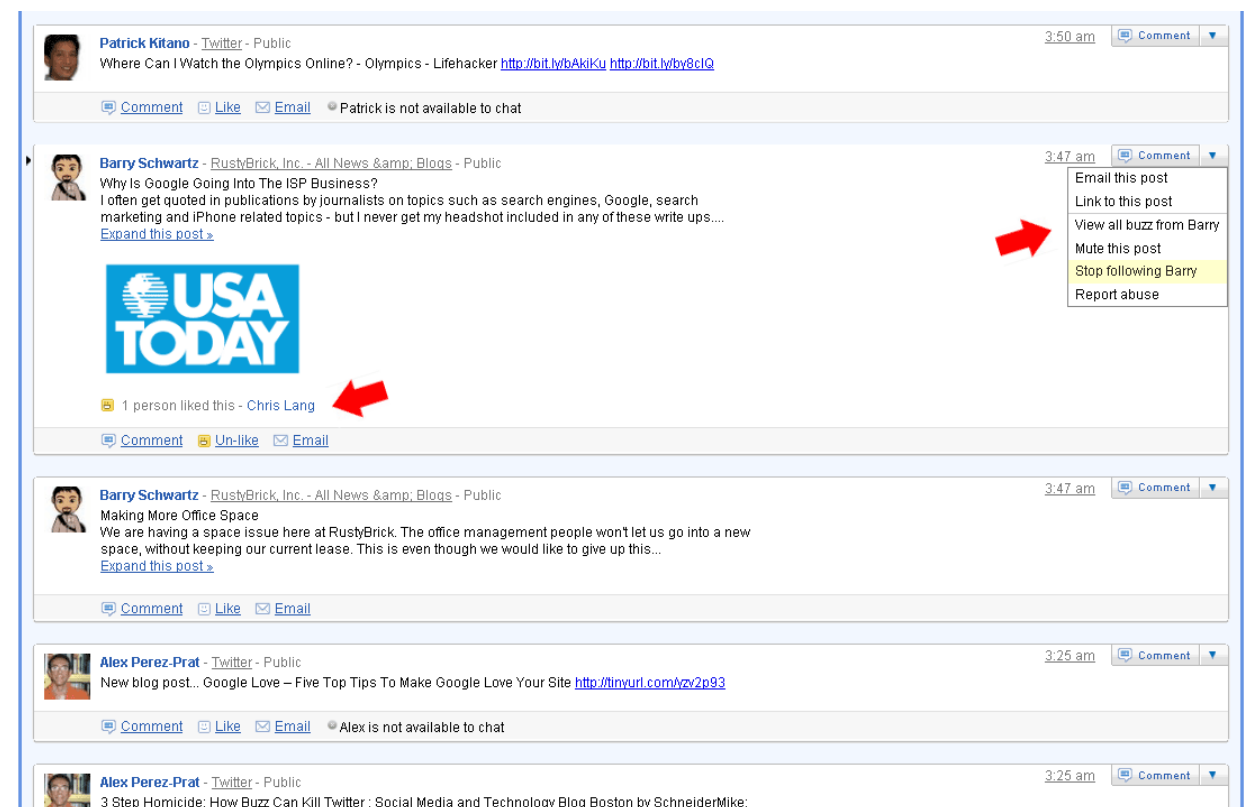 Patrick Kitano - Twitter - Public
3:50 am
Comment
Where Can I Watch the Olympics Online? - Olympics - Lifehacker http://bit.ly/bAkiKu http://bit.ly/by8clQ
Comment Like Email Patrick is not available to chat
Barry Schwartz - RustyBrick, Inc. - All News &amp; Blogs - Public
3:47 am
Comment
Why Is Google Going Into The ISP Business?
I often get quoted in publications by journalists on topics such as search engines, Google, search
marketing and iPhone related topics - but I never get my headshot included in any of these write ups....
Expand this post »
Email this post
Link to this post
View all buzz from Barry
Mute this post
Stop following Barry
Report abuse
USA
TODAY
1 person liked this - Chris Lang
Comment Un-like Email
Barry Schwartz - RustyBrick, Inc. - All News &amp; Blogs - Public
3:47 am
Comment
Making More Office Space
We are having a space issue here at RustyBrick. The office management people won't let us go into a new
space, without keeping our current lease. This is even though we would like to give up this...
Expand this post »
Comment Like Email
Alex Perez-Prat - Twitter - Public
3:25 am
Comment
New blog post... Google Love – Five Top Tips To Make Google Love Your Site http://tinyurl.com/yzv2p93
Comment Like Email Alex is not available to chat
Alex Perez-Prat - Twitter - Public
3:25 am
Comment
3 Step Homicide: How Buzz Can Kill Twitter : Social Media and Technology Blog Boston by SchneiderMike: